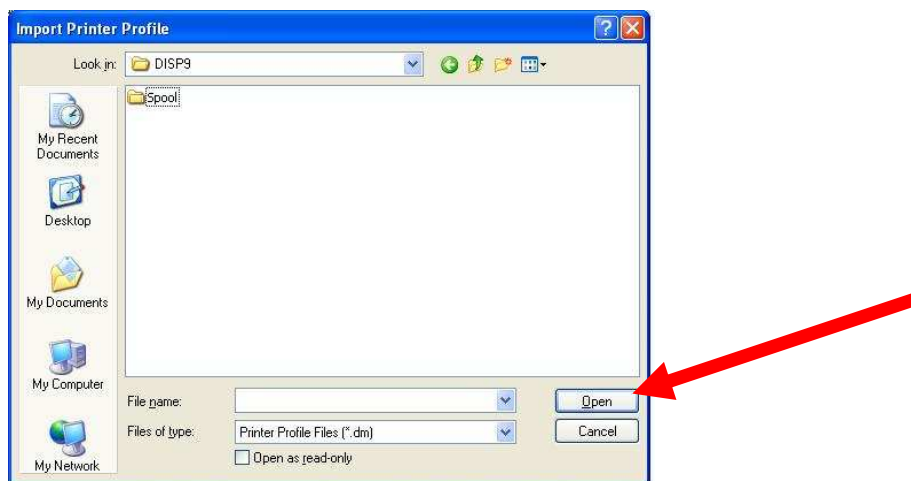 Import Printer Profile
Look in: DISP9
Spool
My Recent
Documents
Desktop
My Documents
My Computer
My Network
File name:
Open
Files of type: Printer Profile Files (*.dm)
Cancel
Open as read-only